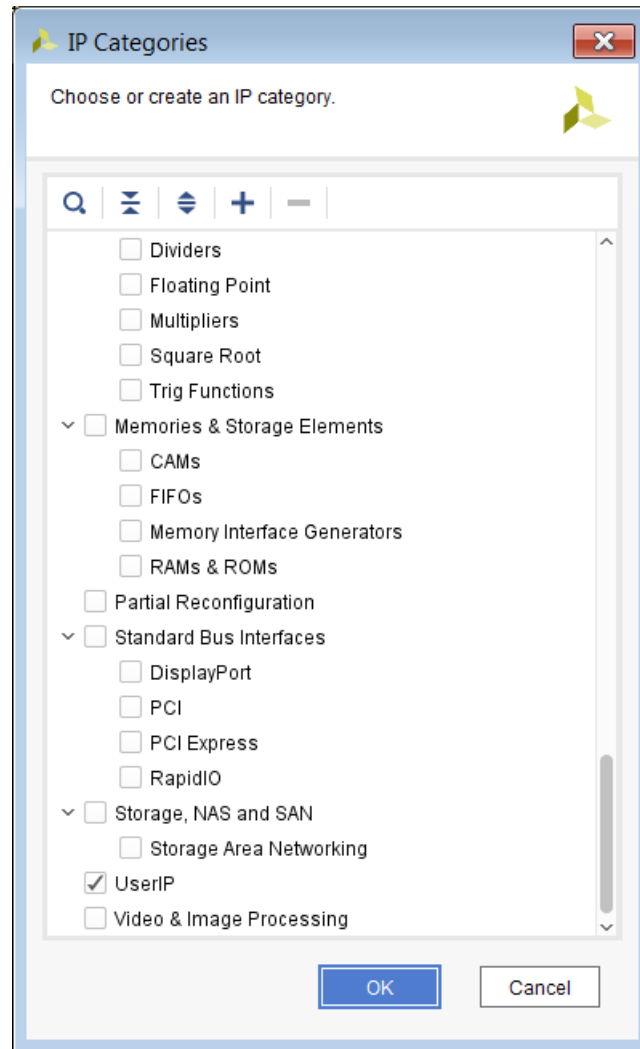 IP Categories
Choose or create an IP category.
Dividers
Floating Point
Multipliers
Square Root
Trig Functions
Memories & Storage Elements
CAMs
FIFOs
Memory Interface Generators
RAMs & ROMs
Partial Reconfiguration
Standard Bus Interfaces
DisplayPort
PCI
PCI Express
RapidIO
Storage, NAS and SAN
Storage Area Networking
UserIP
Video & Image Processing
OK Cancel